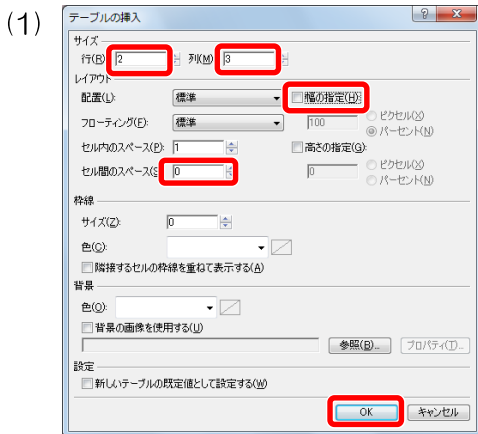 (1)
テーブルの挿入
サイズ
行(R) 2 列(M) 3
レイアウト
配置(L): 標準 幅の指定(H):
フローティング(F): 標準 100 ピクセル(X)
パーセント(N)
セル内のスペース(P): 1 高さの指定(G):
セル間のスペース(S 0 0 ピクセル(X)
パーセント(N)
枠線
サイズ(Z): 0
色(C):
隣接するセルの枠線を重ねて表示する(A)
背景
色(O):
背景の画像を使用する(U)
参照(B)... プロパティ(T)...
設定
新しいテーブルの既定値として設定する(W)
OK キャンセル